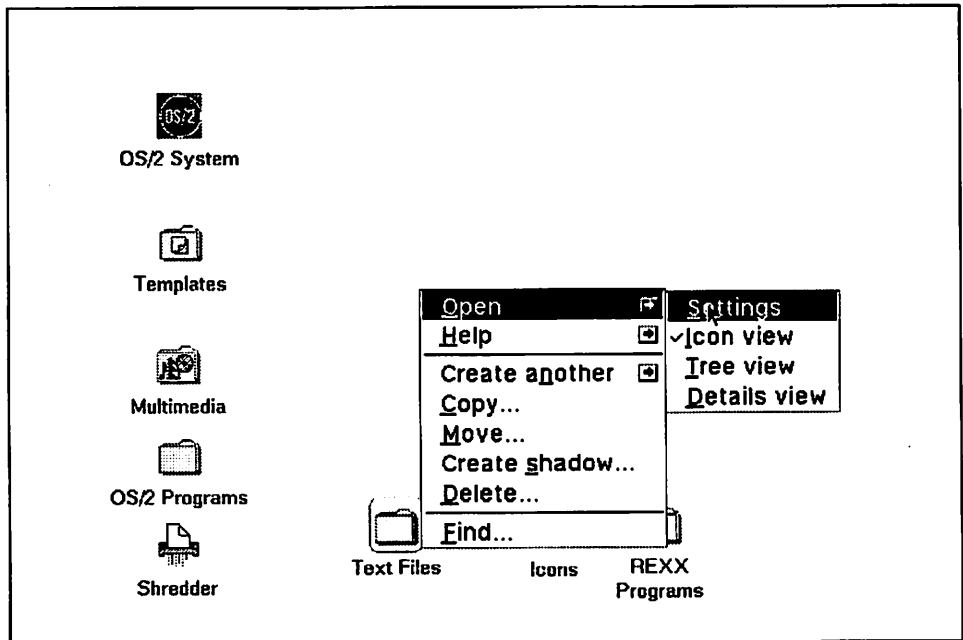 OS/2
OS/2 System
Templates
Multimedia
OS/2 Programs
Shredder
Open
Help
Create another
Copy...
Move...
Create shadow...
Delete...
Find...
Settings
✓Icon view
Tree view
Details view
Text Files
Icons
REXX
Programs